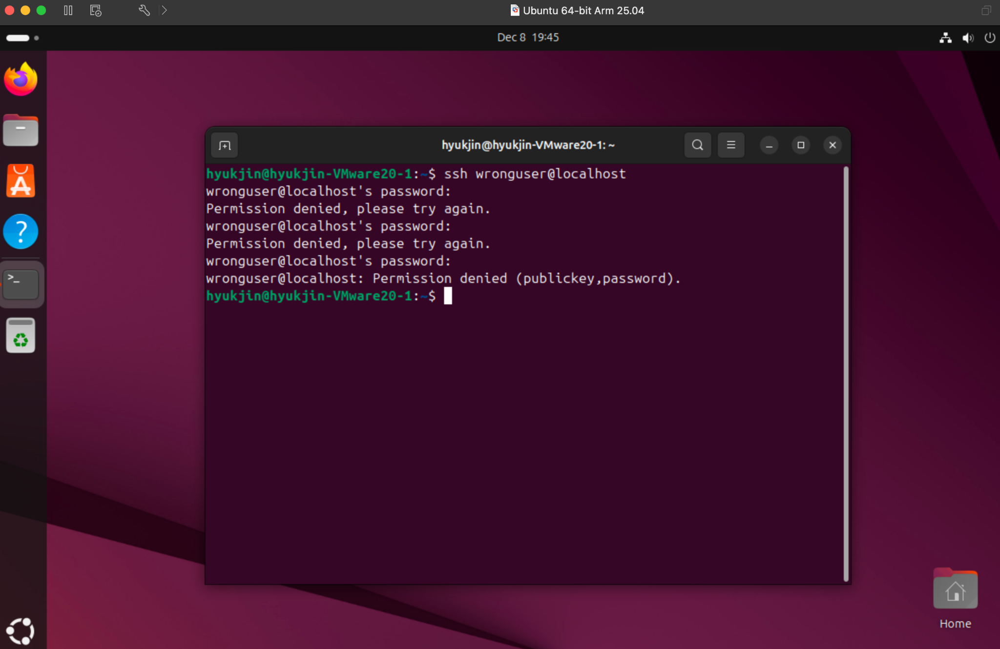 Ubuntu 64-bit Arm 25.04
Dec 8 19:45
hyukjin@hyukjin-VMware20-1: ~
hyukjin@hyukjin-VMware20-1:~$ ssh wronguser@localhost
wronguser@localhost's password:
Permission denied, please try again.
wronguser@localhost's password:
Permission denied, please try again.
wronguser@localhost's password:
wronguser@localhost: Permission denied (publickey,password).
hyukjin@hyukjin-VMware20-1:~$
Home